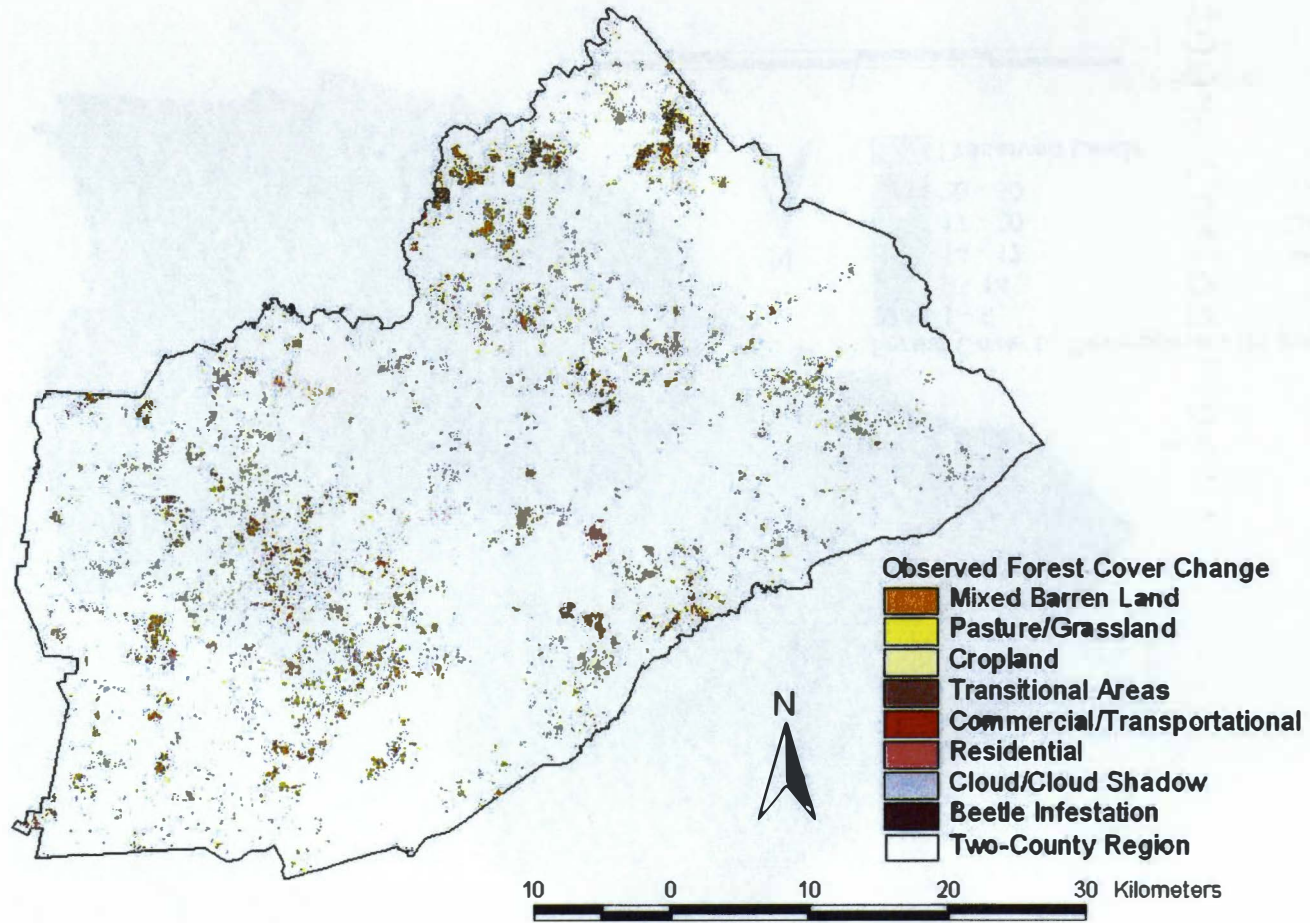 Observed Forest Cover Change
Mixed Barren Land
Pasture/Grassland
Cropland
Transitional Areas
Commercial/Transportational
Residential
Cloud/Cloud Shadow
Beetle Infestation
Two-County Region
N
10 0 10 20 30 Kilometers